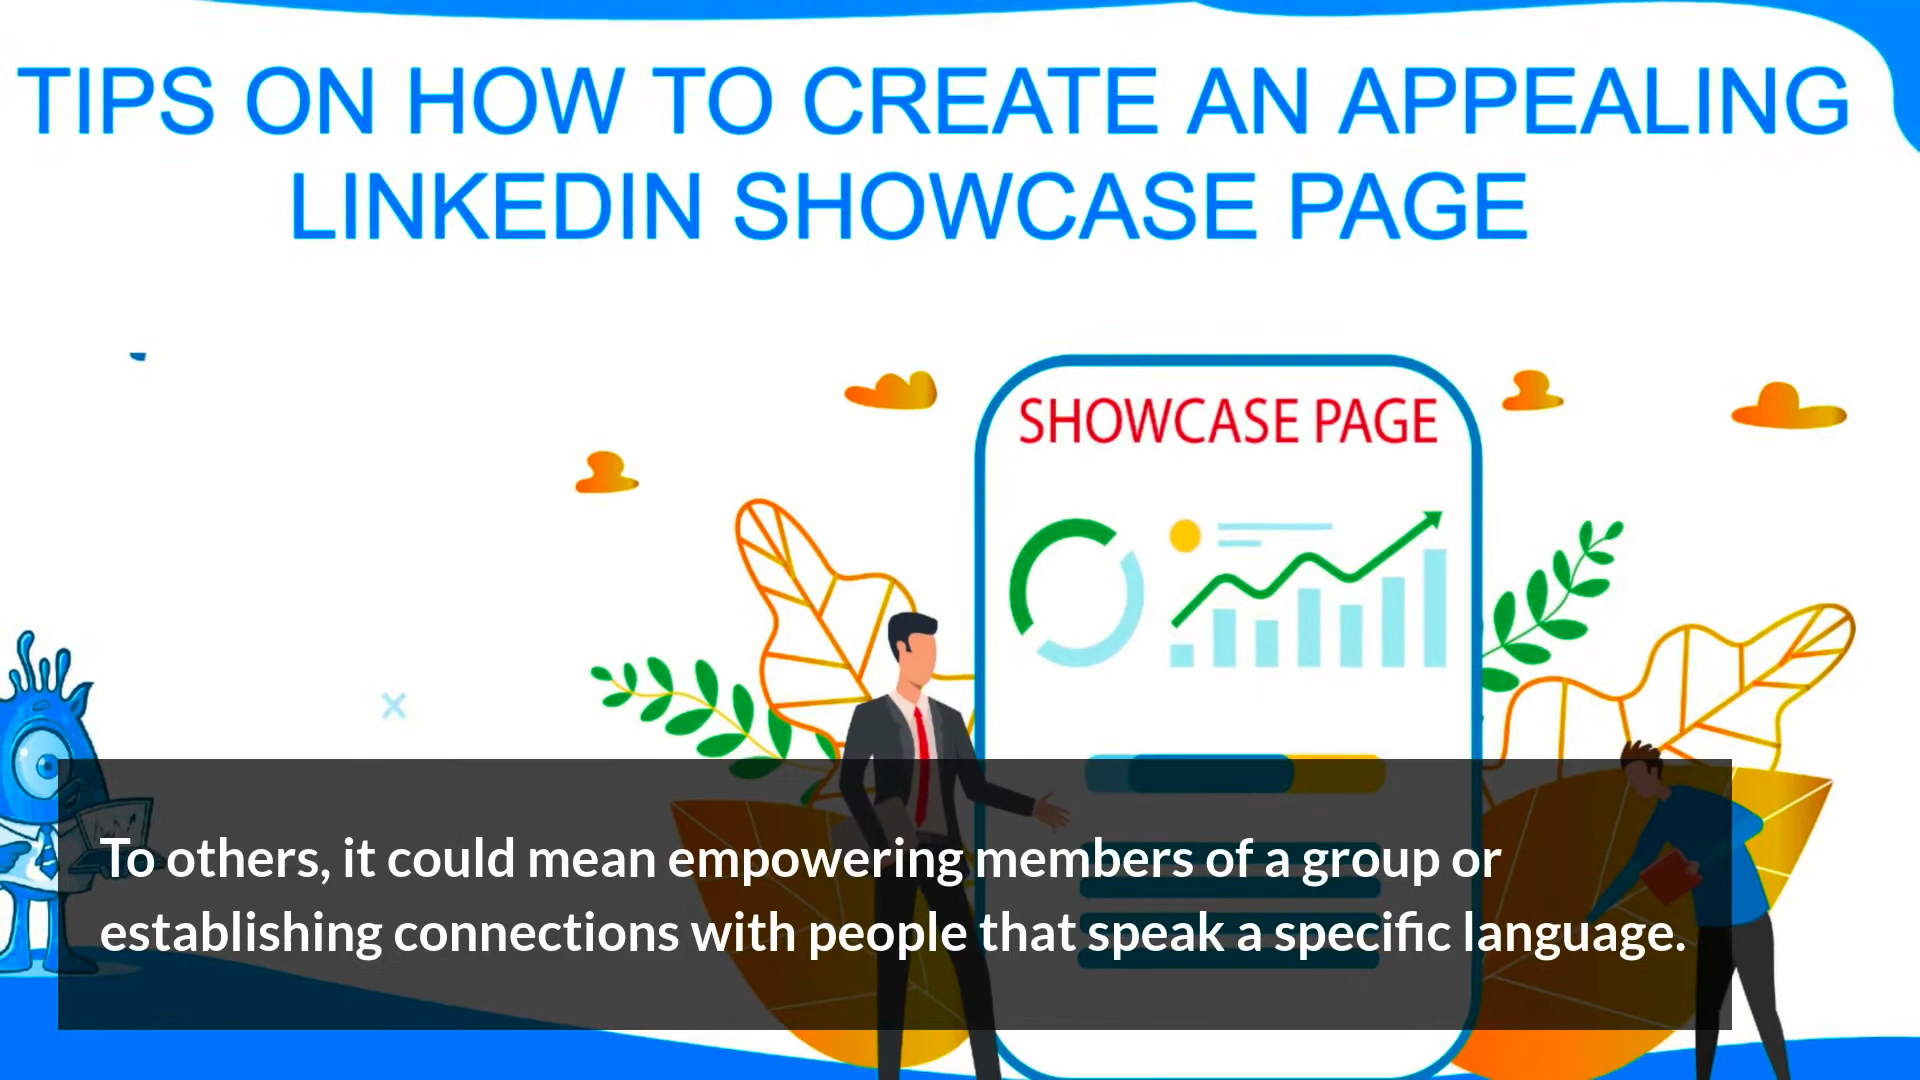 TIPS ON HOW TO CREATE AN APPEALING
LINKEDIN SHOWCASE PAGE
SHOWCASE PAGE
To others, it could mean empowering members of a group or
establishing connections with people that speak a specific language.